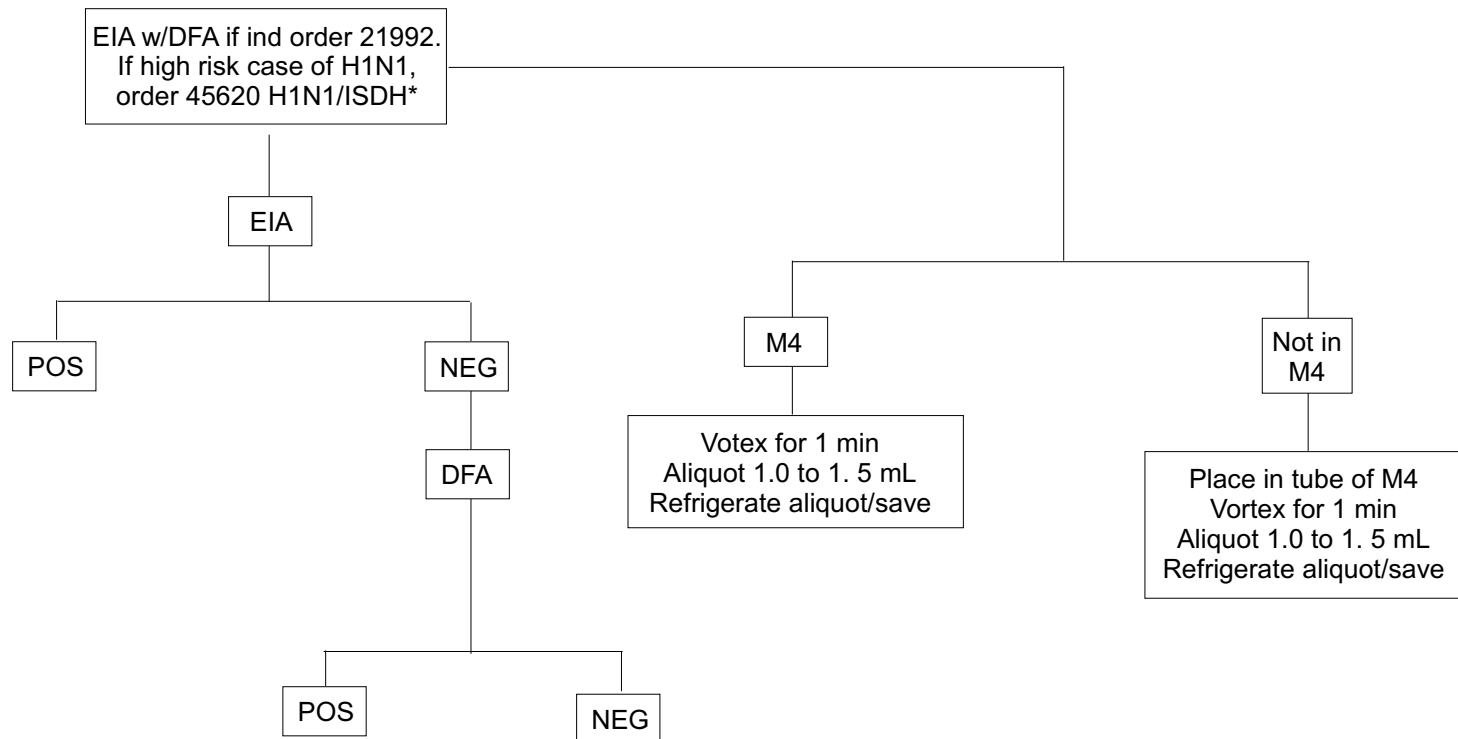 EIA w/DFA if ind order 21992.
If high risk case of H1N1,
order 45620 H1N1/ISDH*
EIA
POS
NEG
DFA
POS
NEG
M4
Votex for 1 min
Aliquot 1.0 to 1. 5 mL
Refrigerate aliquot/save
Not in
M4
Place in tube of M4
Vortex for 1 min
Aliquot 1.0 to 1. 5 mL
Refrigerate aliquot/save